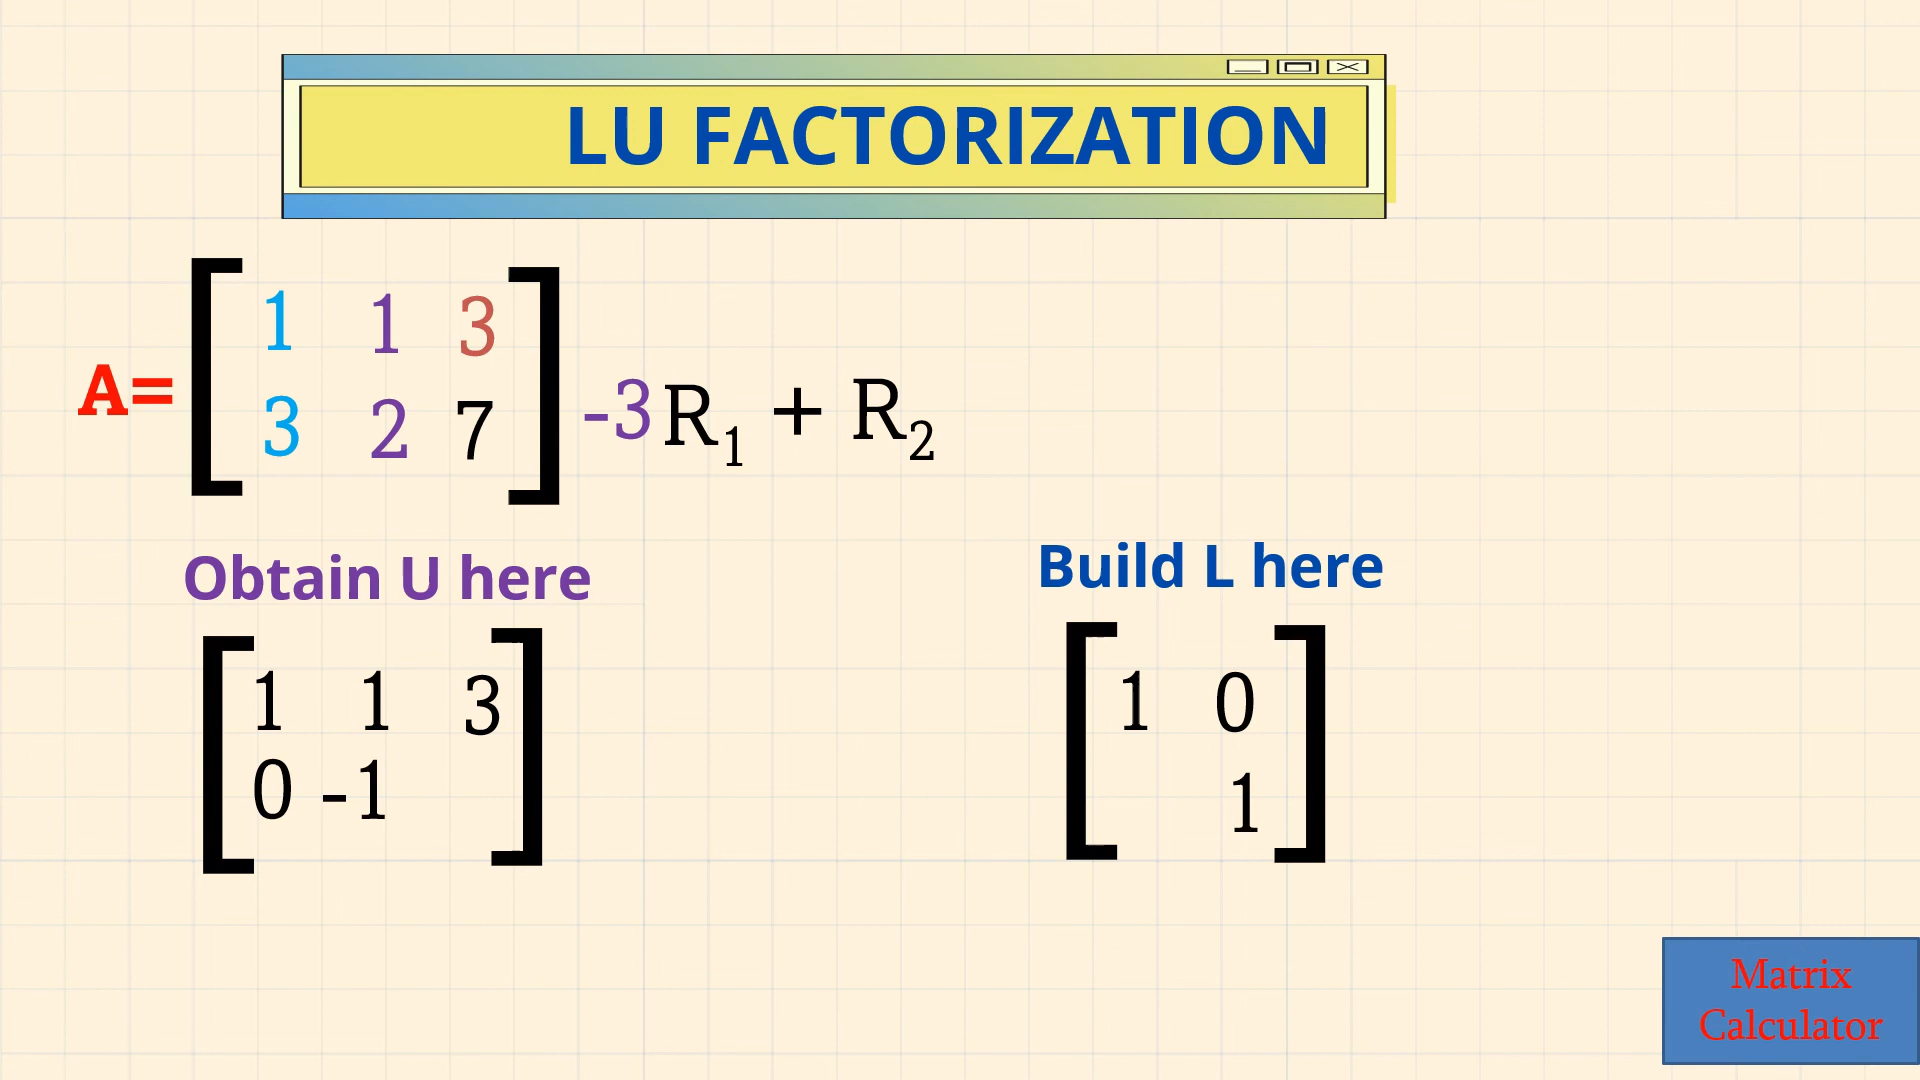 LU FACTORIZATION
A= [ 1 1 3 ]
[ 3 2 7 ] -3R₁ + R₂
Obtain U here
Build L here
[ 1 1 3 ]
[ 0 -1 ]
[ 1 0 ]
[ 1 ]
Matrix
Calculator